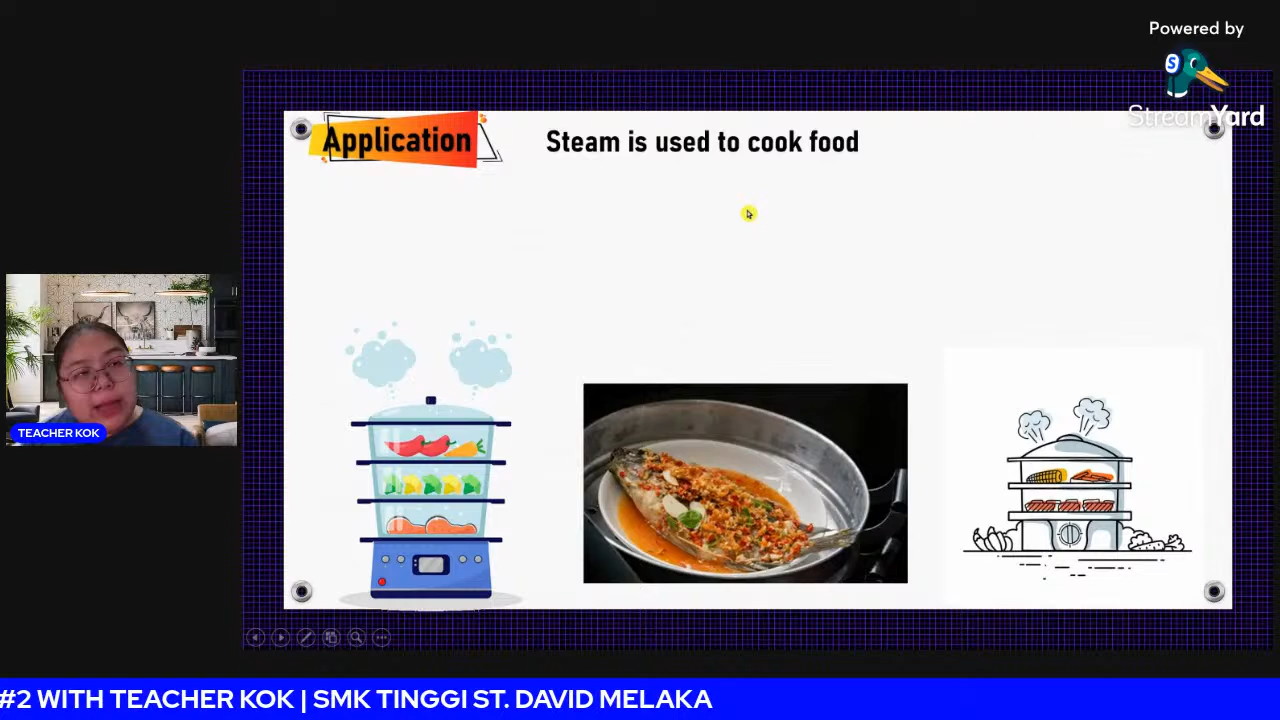 Powered by
S
StreamYard
Application
Steam is used to cook food
TEACHER KOK
#2 WITH TEACHER KOK | SMK TINGGI ST. DAVID MELAKA